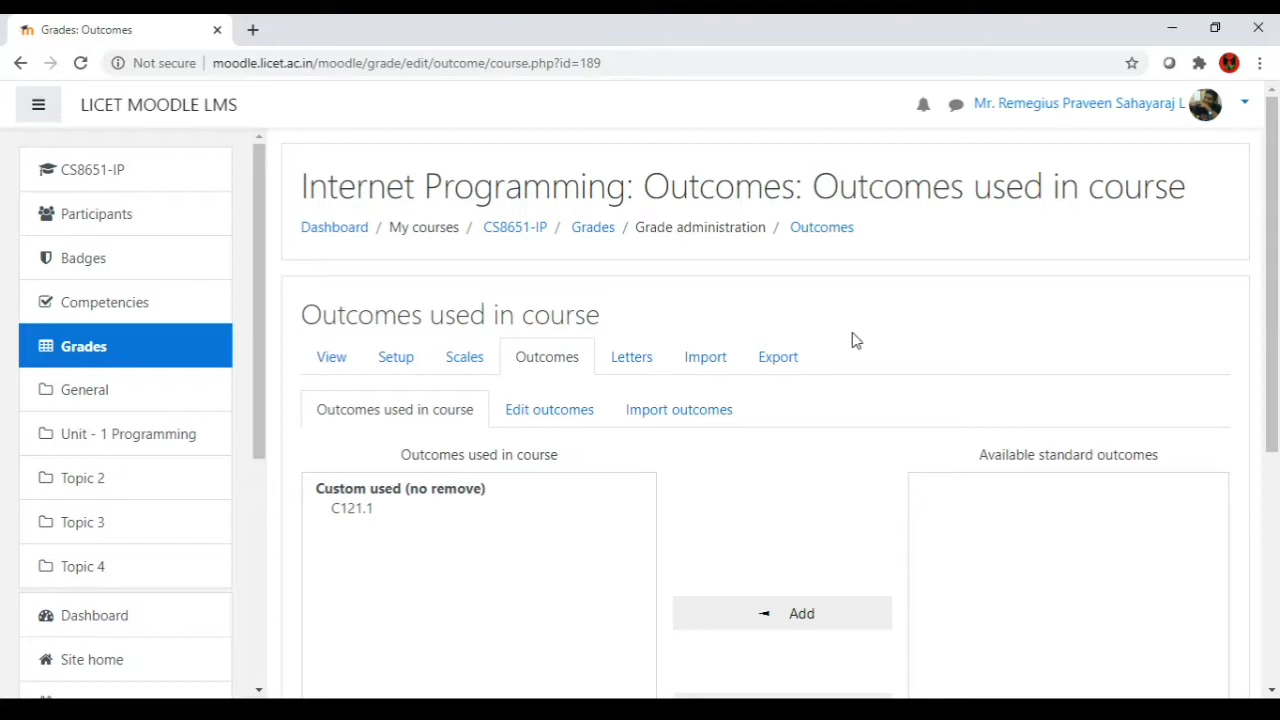 Grades: Outcomes
Not secure moodle.licet.ac.in/moodle/grade/edit/outcome/course.php?id=189
LICET MOODLE LMS
Mr. Remegius Praveen Sahayaraj L
CS8651-IP
Participants
Badges
Competencies
Grades
General
Unit - 1 Programming
Topic 2
Topic 3
Topic 4
Dashboard
Site home
Internet Programming: Outcomes: Outcomes used in course
Dashboard / My courses / CS8651-IP / Grades / Grade administration / Outcomes
Outcomes used in course
View Setup Scales Outcomes Letters Import Export
Outcomes used in course Edit outcomes Import outcomes
Outcomes used in course
Custom used (no remove)
C121.1
Add
Available standard outcomes